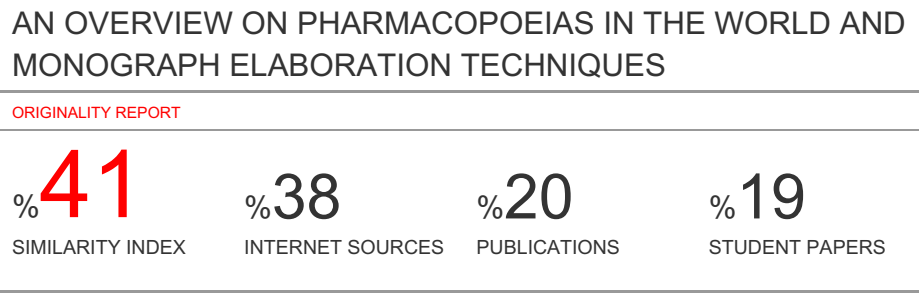 AN OVERVIEW ON PHARMACOPOEIAS IN THE WORLD AND
MONOGRAPH ELABORATION TECHNIQUES
ORIGINALITY REPORT
%41 %38 %20 %19
SIMILARITY INDEX INTERNET SOURCES PUBLICATIONS STUDENT PAPERS